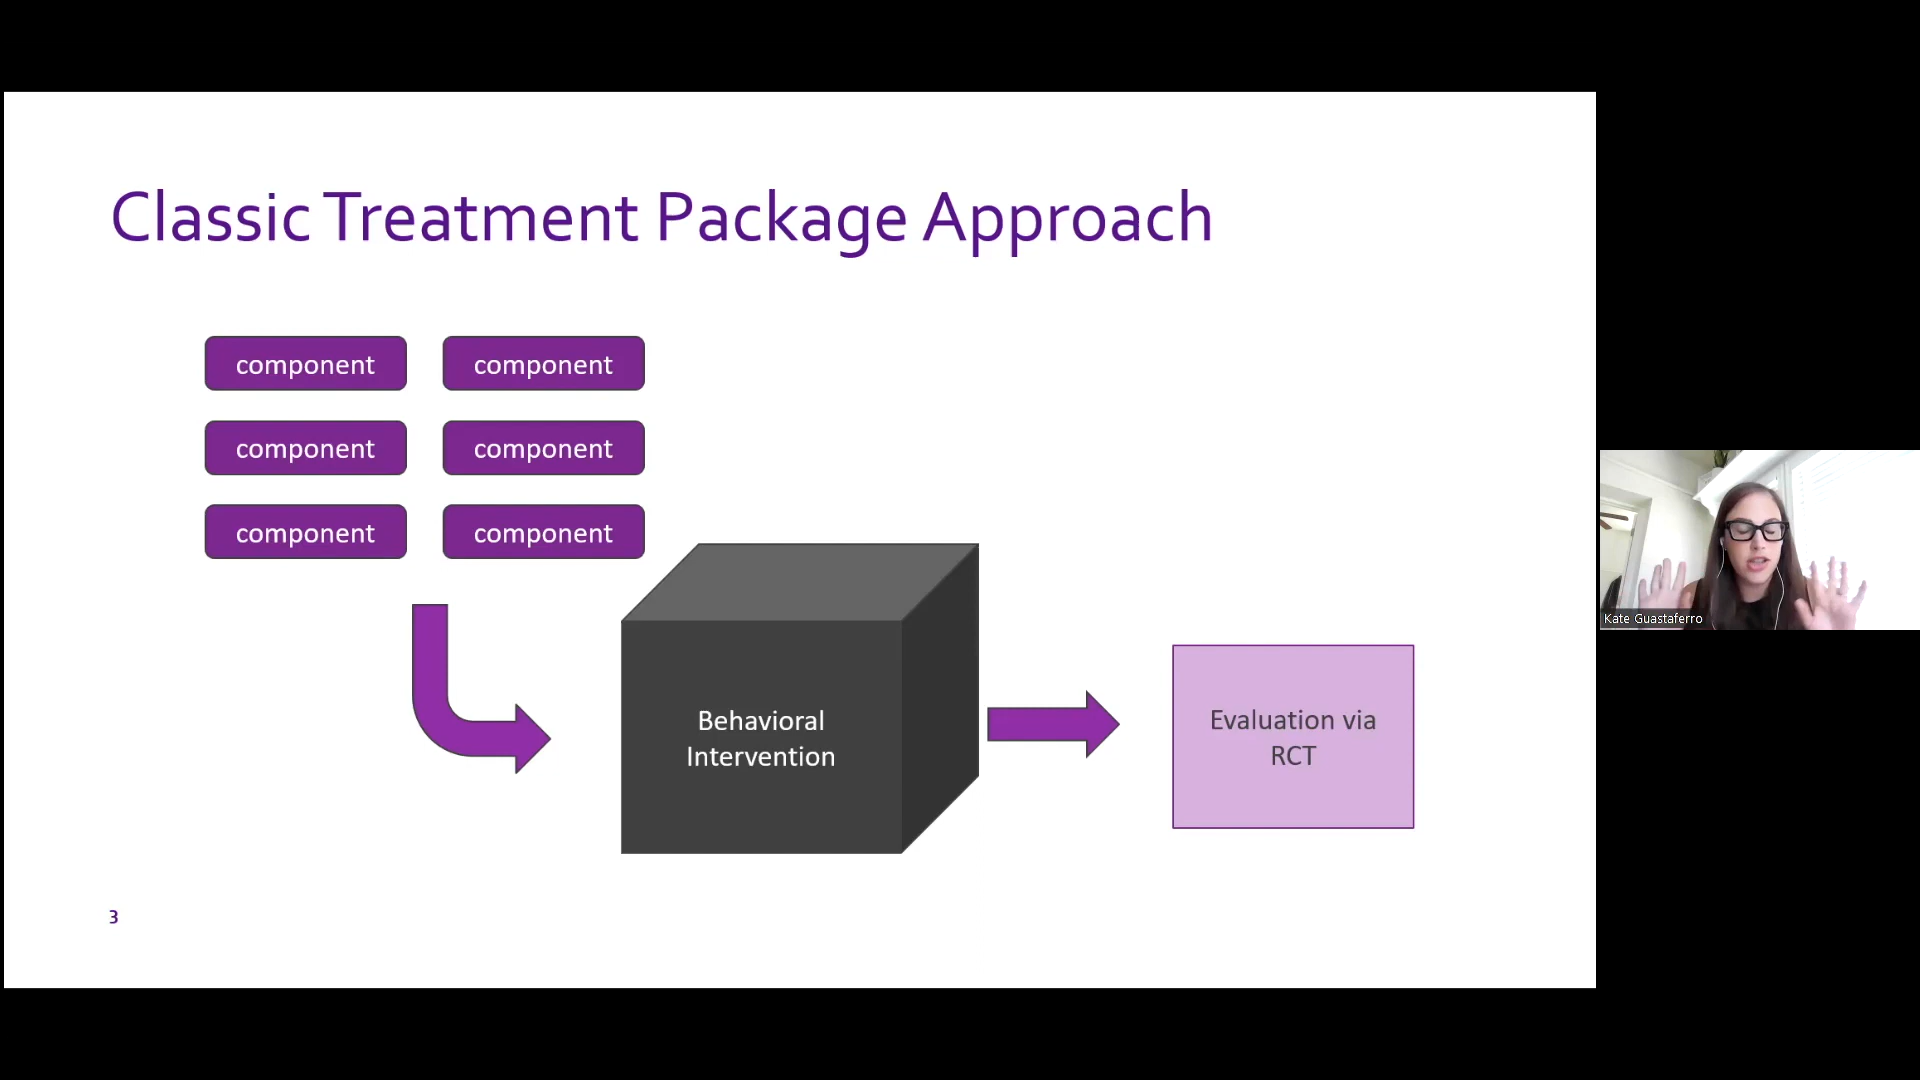 Classic Treatment Package Approach
component component
component component
component component
Behavioral
Intervention
Evaluation via
RCT
3
Kate Guastaferro